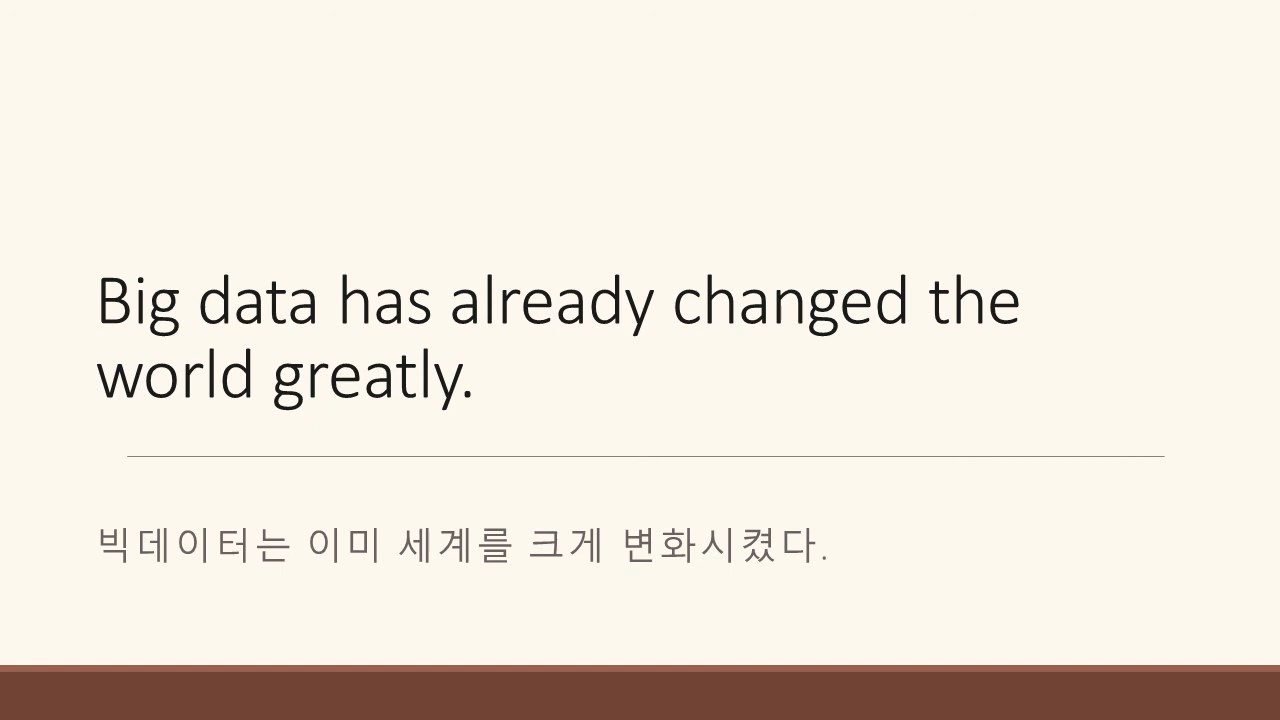 Big data has already changed the
world greatly.
빅데이터는 이미 세계를 크게 변화시켰다.